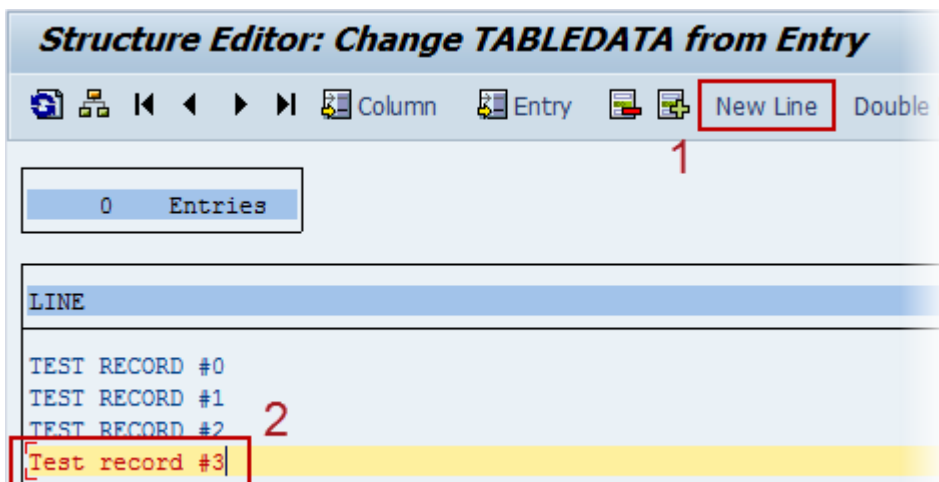 Structure Editor: Change TABLEDATA from Entry
Column Entry New Line Double
1
0 Entries
LINE
TEST RECORD #0
TEST RECORD #1
TEST RECORD #2
2
Test record #3